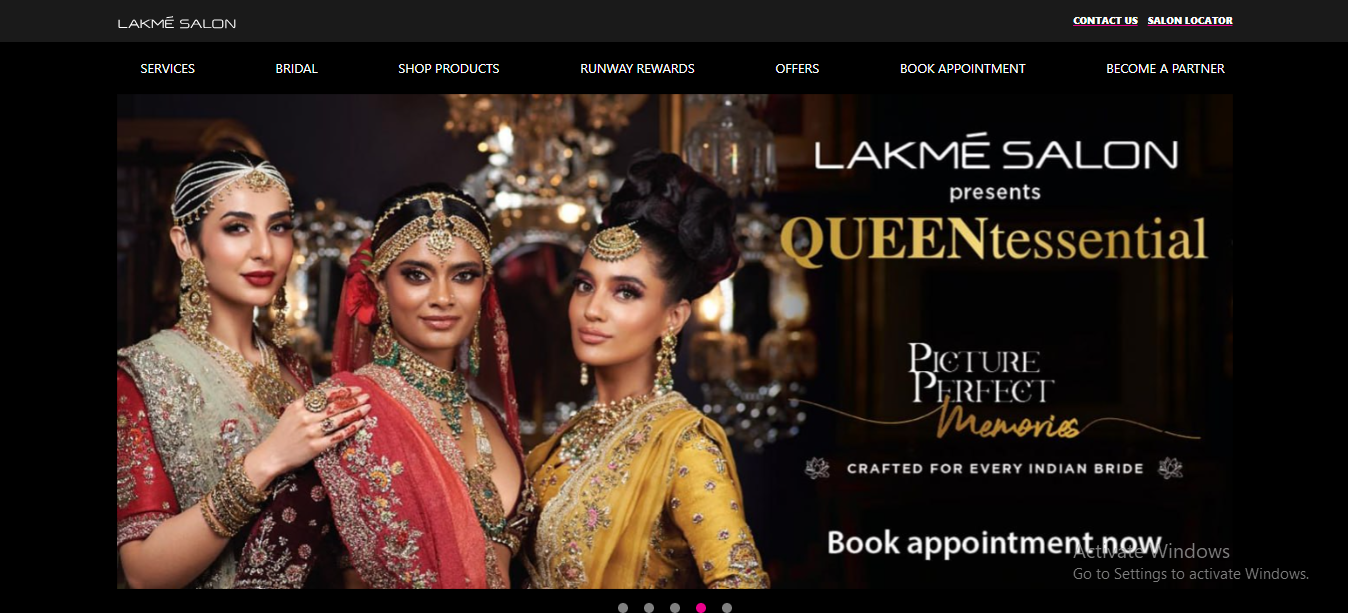 LAKMÉ SALON
CONTACT US SALON LOCATOR
SERVICES BRIDAL SHOP PRODUCTS RUNWAY REWARDS OFFERS BOOK APPOINTMENT BECOME A PARTNER
LAKMÉ SALON
presents
QUEENtessential
PICTURE
PERFECT
Memories
CRAFTED FOR EVERY INDIAN BRIDE
Book appointment now
Activate Windows
Go to Settings to activate Windows.